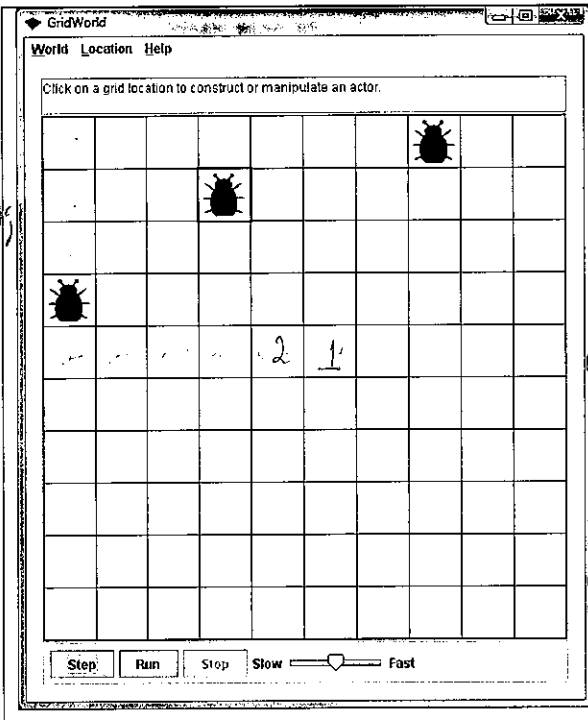 GridWorld
World Location Help
Click on a grid location to construct or manipulate an actor.
2 1
Step Run Stop Slow Fast